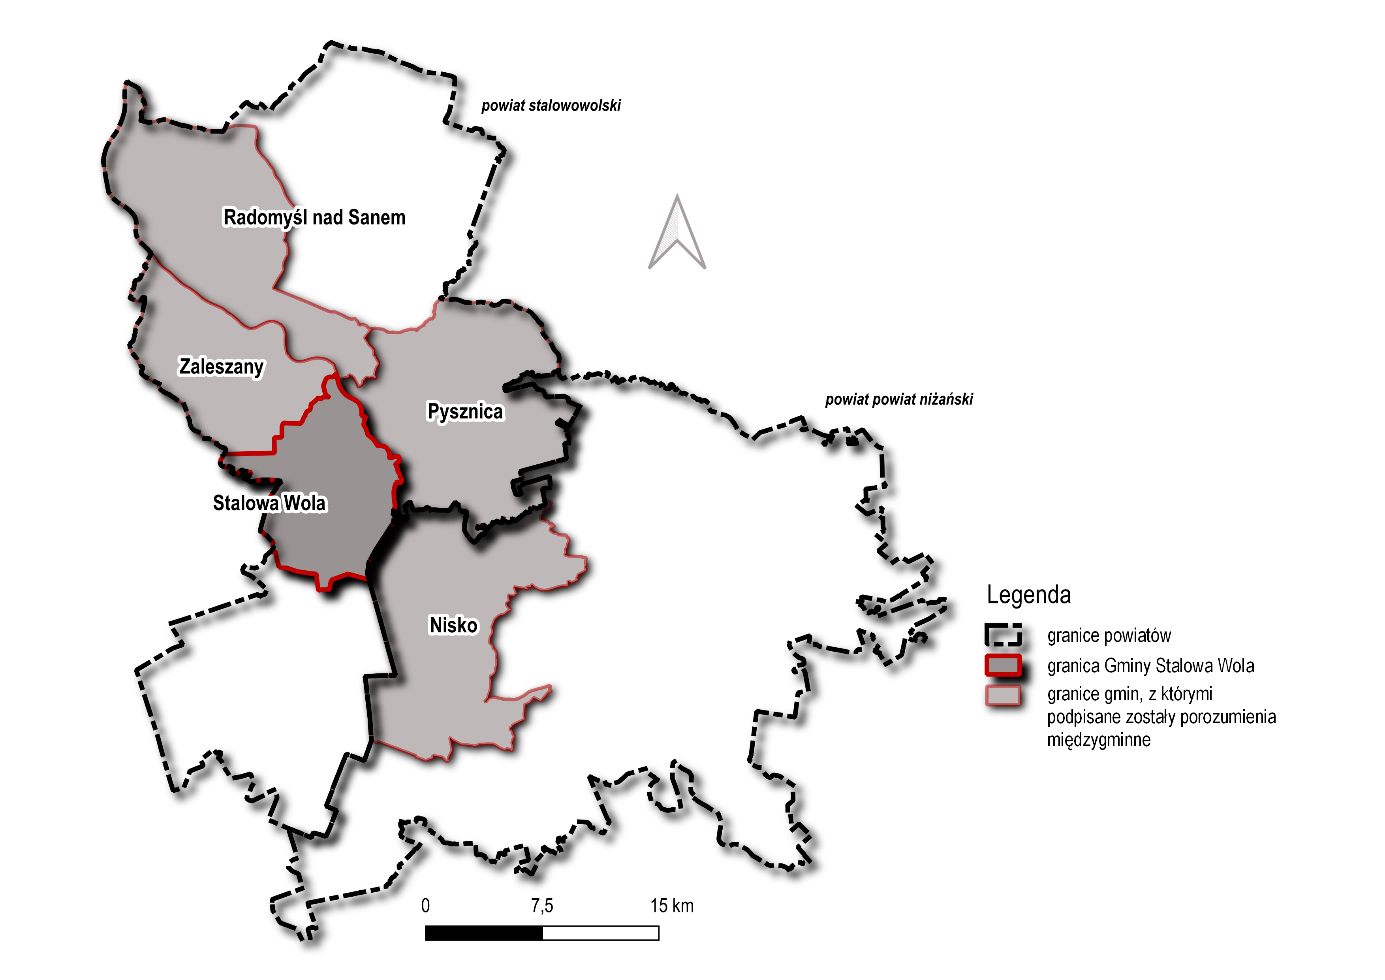 powiat stalowowolski
Radomyśl nad Sanem
Zaleszany
Pysznica
powiat powiat niżański
Stalowa Wola
Nisko
Legenda
granice powiatów
granica Gminy Stalowa Wola
granice gmin, z którymi
podpisane zostały porozumienia
międzygminne
0 7,5 15 km